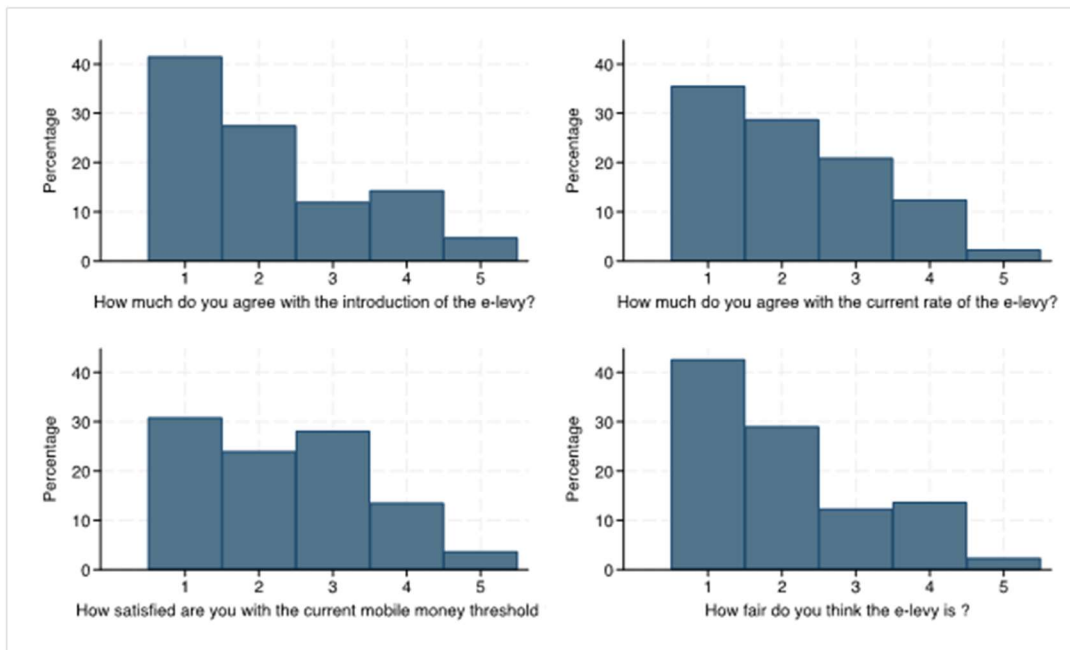 Percentage
40
30
20
10
0
1 2 3 4 5
How much do you agree with the introduction of the e-levy?
Percentage
40
30
20
10
0
1 2 3 4 5
How much do you agree with the current rate of the e-levy?
Percentage
40
30
20
10
0
1 2 3 4 5
How satisfied are you with the current mobile money threshold
Percentage
40
30
20
10
0
1 2 3 4 5
How fair do you think the e-levy is ?